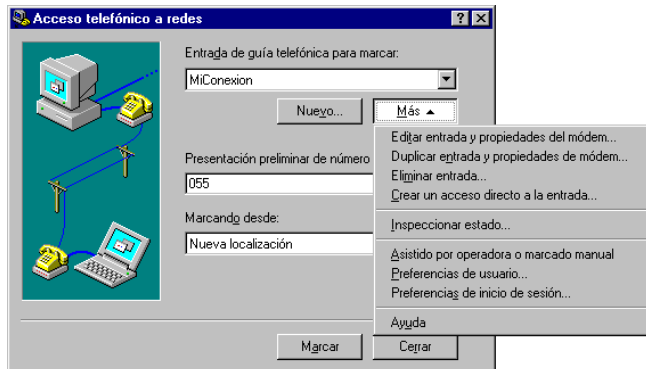 Acceso telefónico a redes
Entrada de guía telefónica para marcar:
MiConexion
Nuevo...
Más
Editar entrada y propiedades del módem...
Duplicar entrada y propiedades de módem...
Eliminar entrada...
Crear un acceso directo a la entrada...
Inspeccionar estado...
Asistido por operadora o marcado manual
Preferencias de usuario...
Preferencias de inicio de sesión...
Ayuda
Presentación preliminar de número
055
Marcando desde:
Nueva localización
Marcar
Cerrar